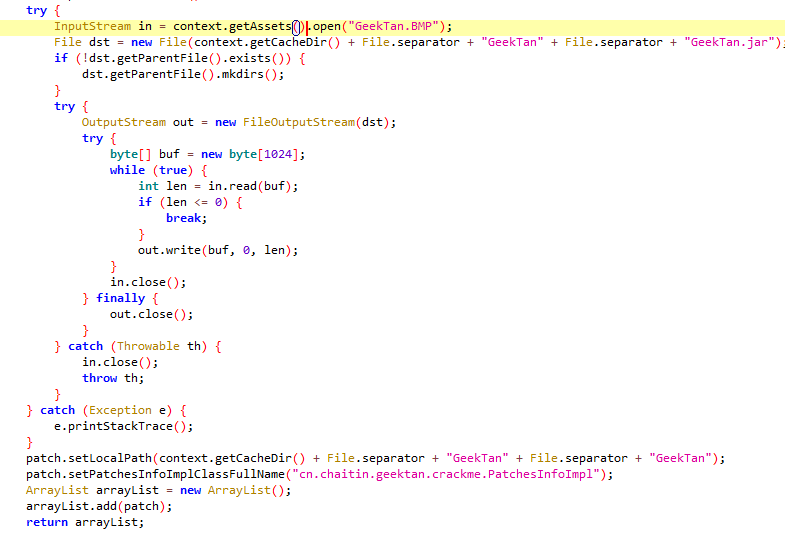 try {
InputStream in = context.getAssets().open("GeekTan.BMP");
File dst = new File(context.getCacheDir() + File.separator + "GeekTan" + File.separator + "GeekTan.jar");
if (!dst.getParentFile().exists()) {
dst.getParentFile().mkdirs();
}
try {
OutputStream out = new FileOutputStream(dst);
try {
byte[] buf = new byte[1024];
while (true) {
int len = in.read(buf);
if (len <= 0) {
break;
}
out.write(buf, 0, len);
}
in.close();
} finally {
out.close();
}
} catch (Throwable th) {
in.close();
throw th;
}
} catch (Exception e) {
e.printStackTrace();
}
patch.setLocalPath(context.getCacheDir() + File.separator + "GeekTan" + File.separator + "GeekTan");
patch.setPatchesInfoImplClassFullName("cn.chaitin.geektan.crackme.PatchesInfoImpl");
ArrayList arrayList = new ArrayList();
arrayList.add(patch);
return arrayList;